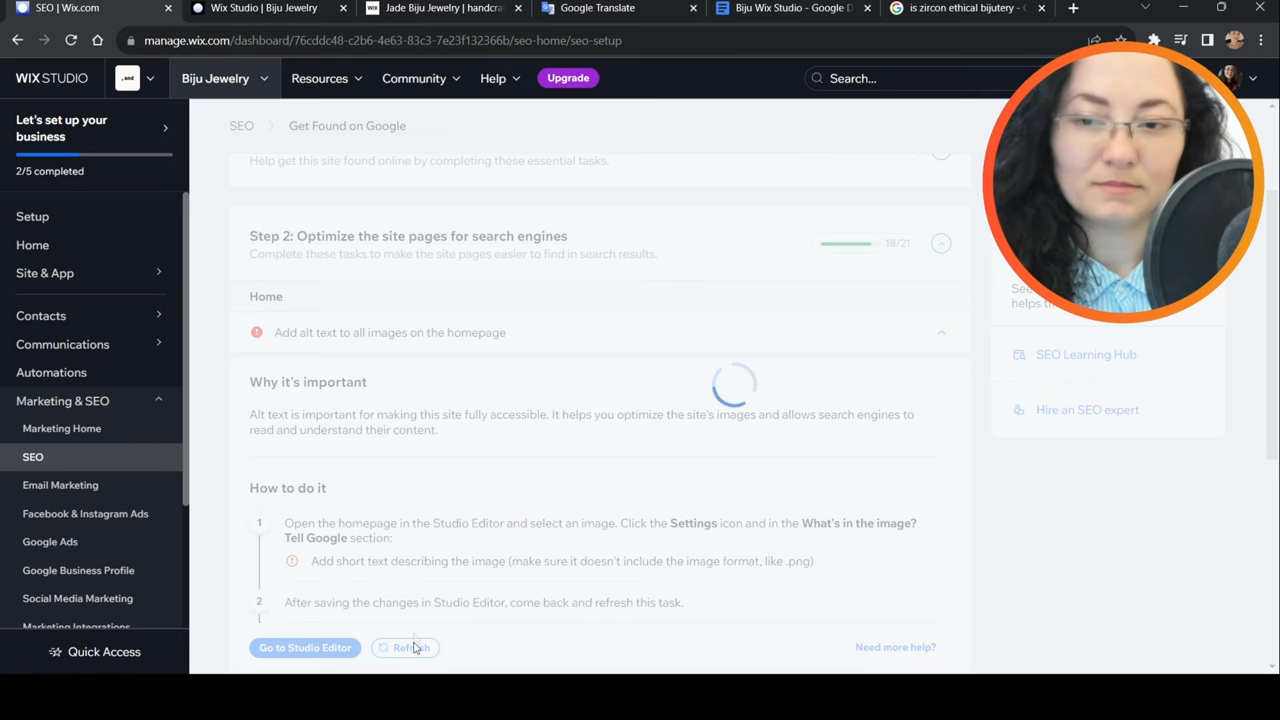 SEO | Wix.com
Wix Studio | Biju Jewelry
Jade Biju Jewelry | handcra
Google Translate
Biju Wix Studio - Google D
is zircon ethical bijutery - G
manage.wix.com/dashboard/76cddc48-c2b6-4e63-83c3-7e23f132366b/seo-home/seo-setup
WIX STUDIO
Biju Jewelry
Resources
Community
Help
Upgrade
Search...
Let's set up your
business
2/5 completed
Setup
Home
Site & App
Contacts
Communications
Automations
Marketing & SEO
Marketing Home
SEO
Email Marketing
Facebook & Instagram Ads
Google Ads
Google Business Profile
Social Media Marketing
Marketing Integrations
Quick Access
SEO
Get Found on Google
Help get this site found online by completing these essential tasks.
Step 2: Optimize the site pages for search engines
18/21
Complete these tasks to make the site pages easier to find in search results.
Home
Add alt text to all images on the homepage
Why it's important
Alt text is important for making this site fully accessible. It helps you optimize the site's images and allows search engines to
read and understand their content.
How to do it
1 Open the homepage in the Studio Editor and select an image. Click the Settings icon and in the What's in the image?
Tell Google section:
Add short text describing the image (make sure it doesn't include the image format, like .png)
2 After saving the changes in Studio Editor, come back and refresh this task.
Go to Studio Editor
Refresh
Need more help?
See
helps
SEO Learning Hub
Hire an SEO expert